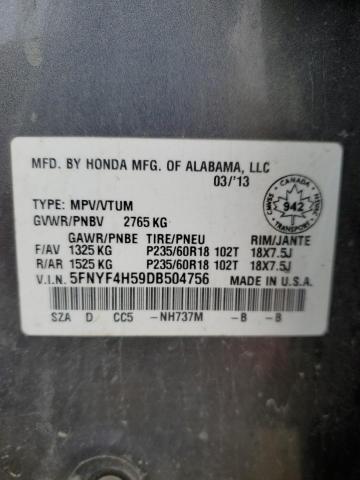 MFD. BY HONDA MFG. OF ALABAMA, LLC
03/'13
CANADA
942
TRANSPORT
TYPE: MPV/VTUM
GVWR/PNBV 2765 KG
GAWR/PNBE TIRE/PNEU RIM/JANTE
F/AV 1325 KG P235/60R18 102T 18X7.5J
R/AR 1525 KG P235/60R18 102T 18X7.5J
V.I.N. 5FNYF4H59DB504756 MADE IN U.S.A.
SZA D CC5 -NH737M -B -B